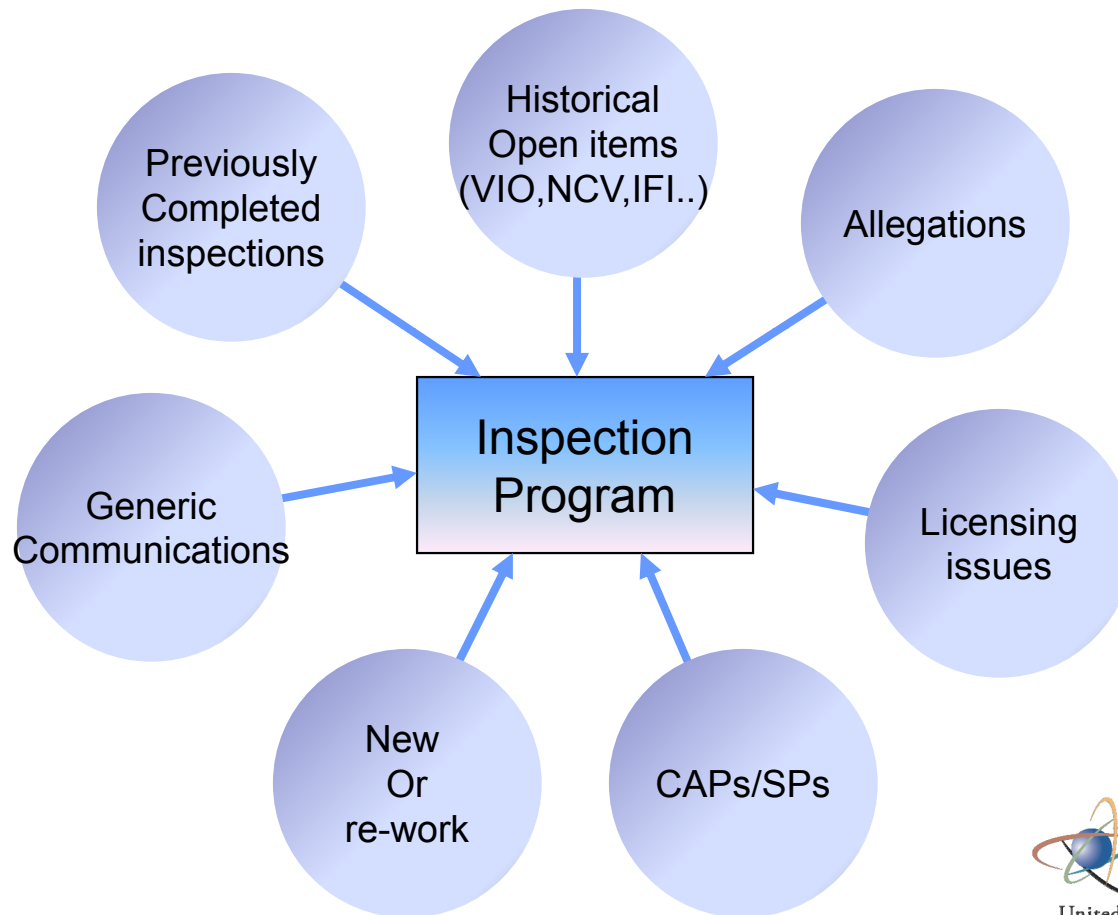 Historical
Open items
(VIO,NCV,IFI..)
Previously
Completed
inspections
Allegations
Inspection
Program
Generic
Communications
Licensing
issues
New
Or
re-work
CAPs/SPs
United